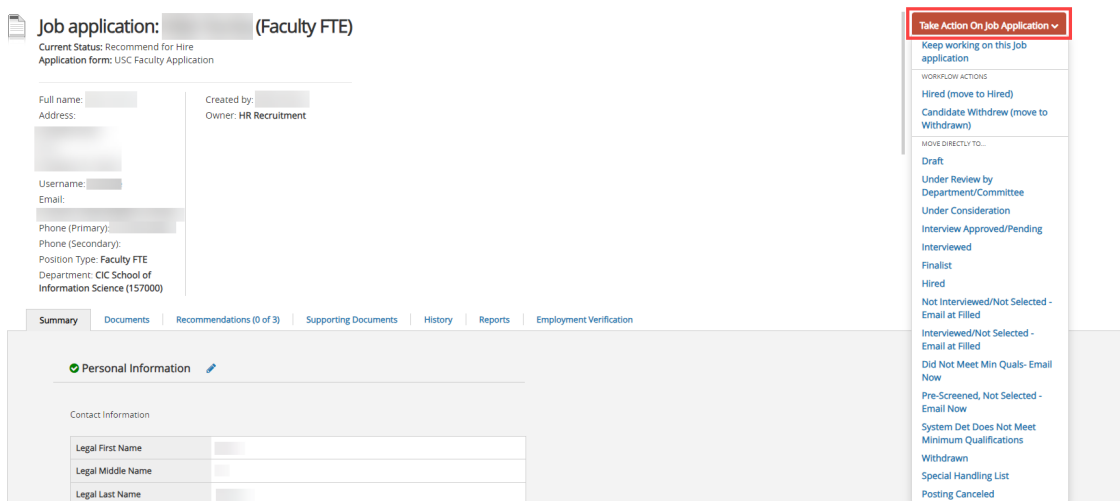 Job application: (Faculty FTE)
Current Status: Recommend for Hire
Application form: USC Faculty Application
Full name:
Address:
Username:
Email:
Phone (Primary):
Phone (Secondary):
Position Type: Faculty FTE
Department: CIC School of
Information Science (157000)
Created by:
Owner: HR Recruitment
Take Action On Job Application
Keep working on this Job
application
WORKFLOW ACTIONS
Hired (move to Hired)
Candidate Withdrew (move to
Withdrawn)
MOVE DIRECTLY TO...
Draft
Under Review by
Department/Committee
Under Consideration
Interview Approved/Pending
Interviewed
Finalist
Hired
Not Interviewed/Not Selected -
Email at Filled
Interviewed/Not Selected -
Email at Filled
Did Not Meet Min Quals- Email
Now
Pre-Screened, Not Selected -
Email Now
System Det Does Not Meet
Minimum Qualifications
Withdrawn
Special Handling List
Posting Canceled
Summary
Documents
Recommendations (0 of 3)
Supporting Documents
History
Reports
Employment Verification
Personal Information
Contact Information
Legal First Name
Legal Middle Name
Legal Last Name